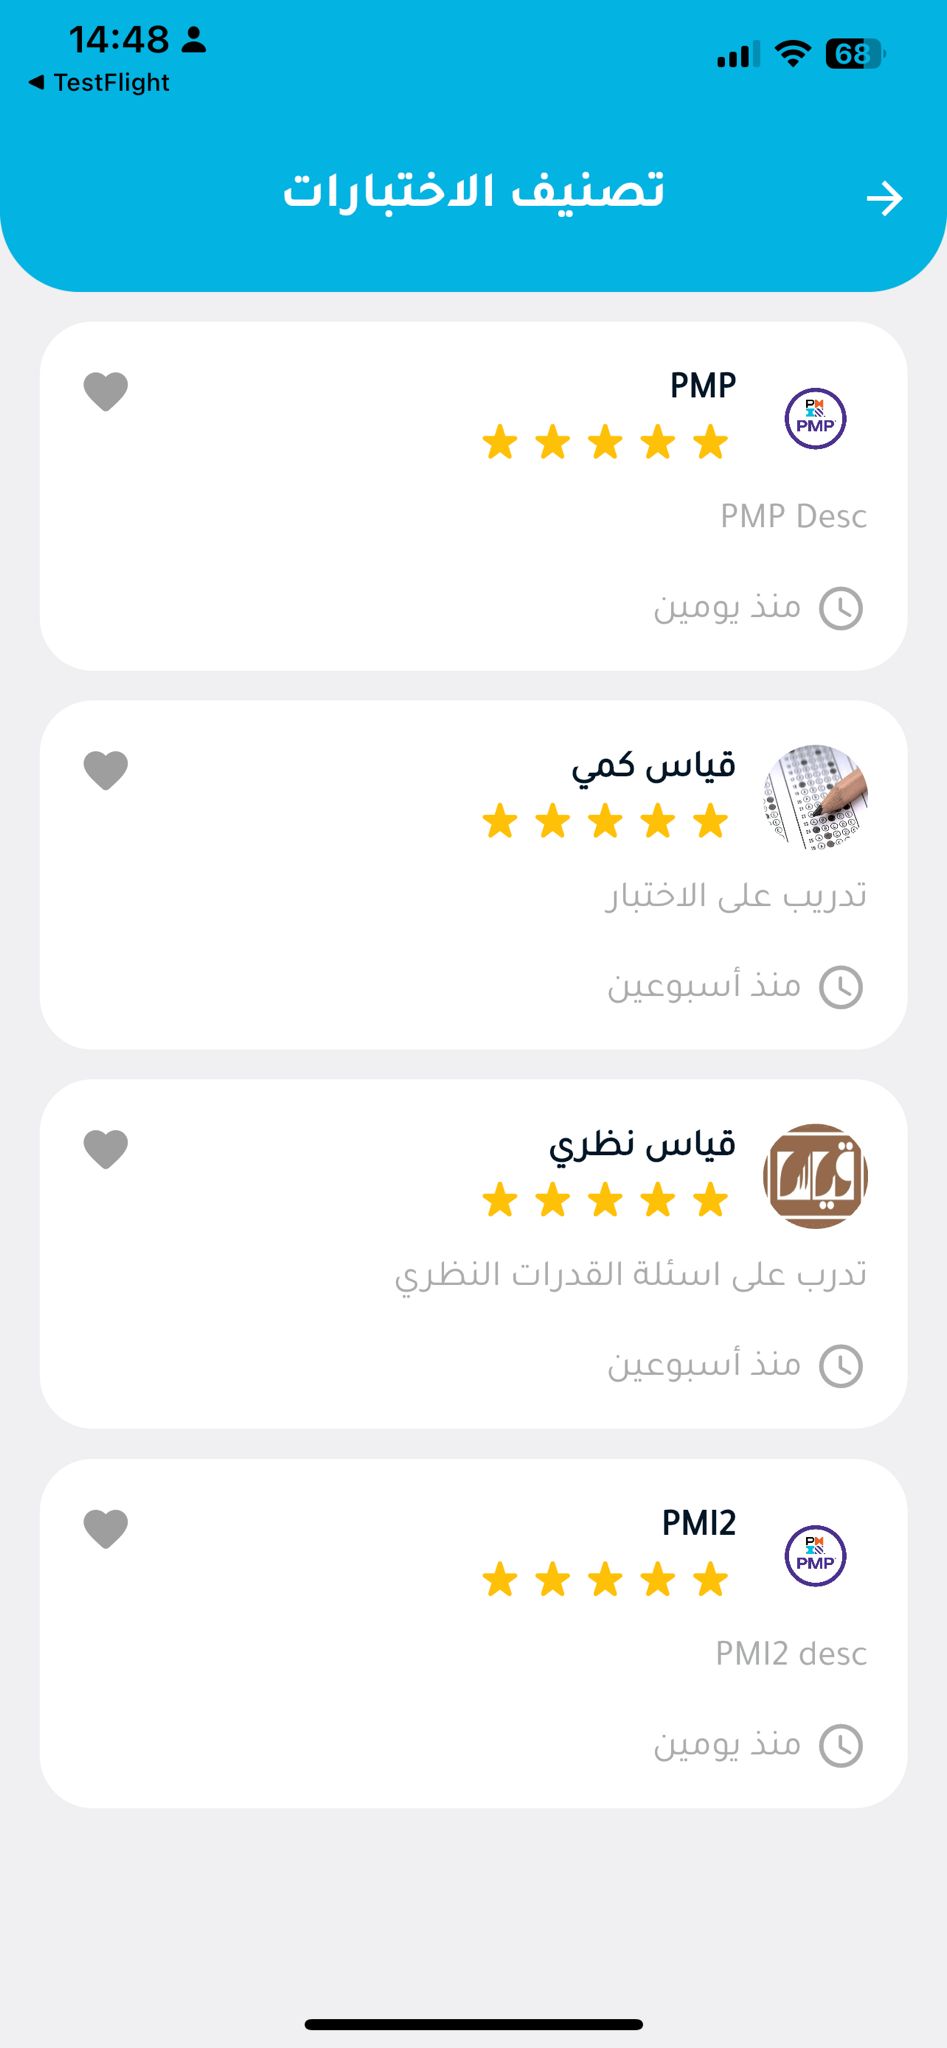 14:48
68
TestFlight
تصنيف الاختبارات
PMP
PMP
PMP Desc
منذ يومين
قياس كمي
تدريب على الاختبار
منذ أسبوعين
قياس نظري
قياس
تدرب على اسئلة القدرات النظري
منذ أسبوعين
PMI2
PMP
PMI2 desc
منذ يومين